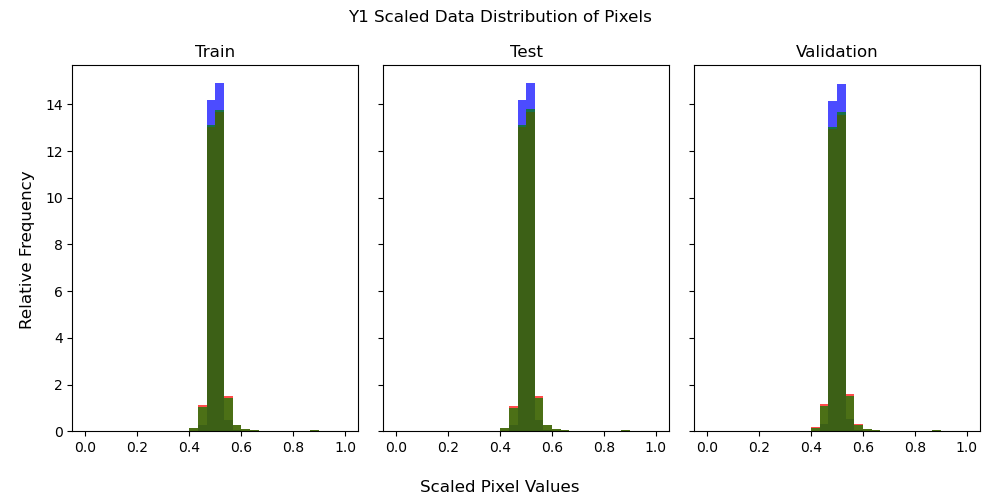 Y1 Scaled Data Distribution of Pixels
Train
Test
Validation
Relative Frequency
14
12
10
8
6
4
2
0
0.0 0.2 0.4 0.6 0.8 1.0
0.0 0.2 0.4 0.6 0.8 1.0
0.0 0.2 0.4 0.6 0.8 1.0
Scaled Pixel Values